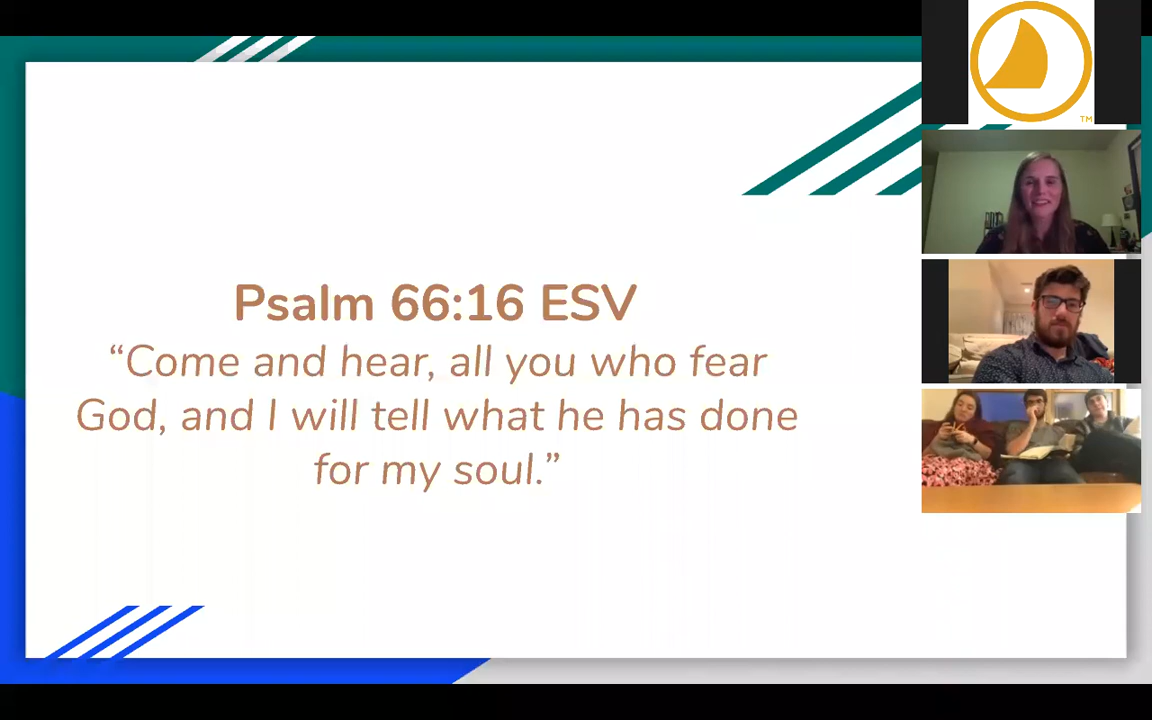 Psalm 66:16 ESV
“Come and hear, all you who fear
God, and I will tell what he has done
for my soul.”
TM